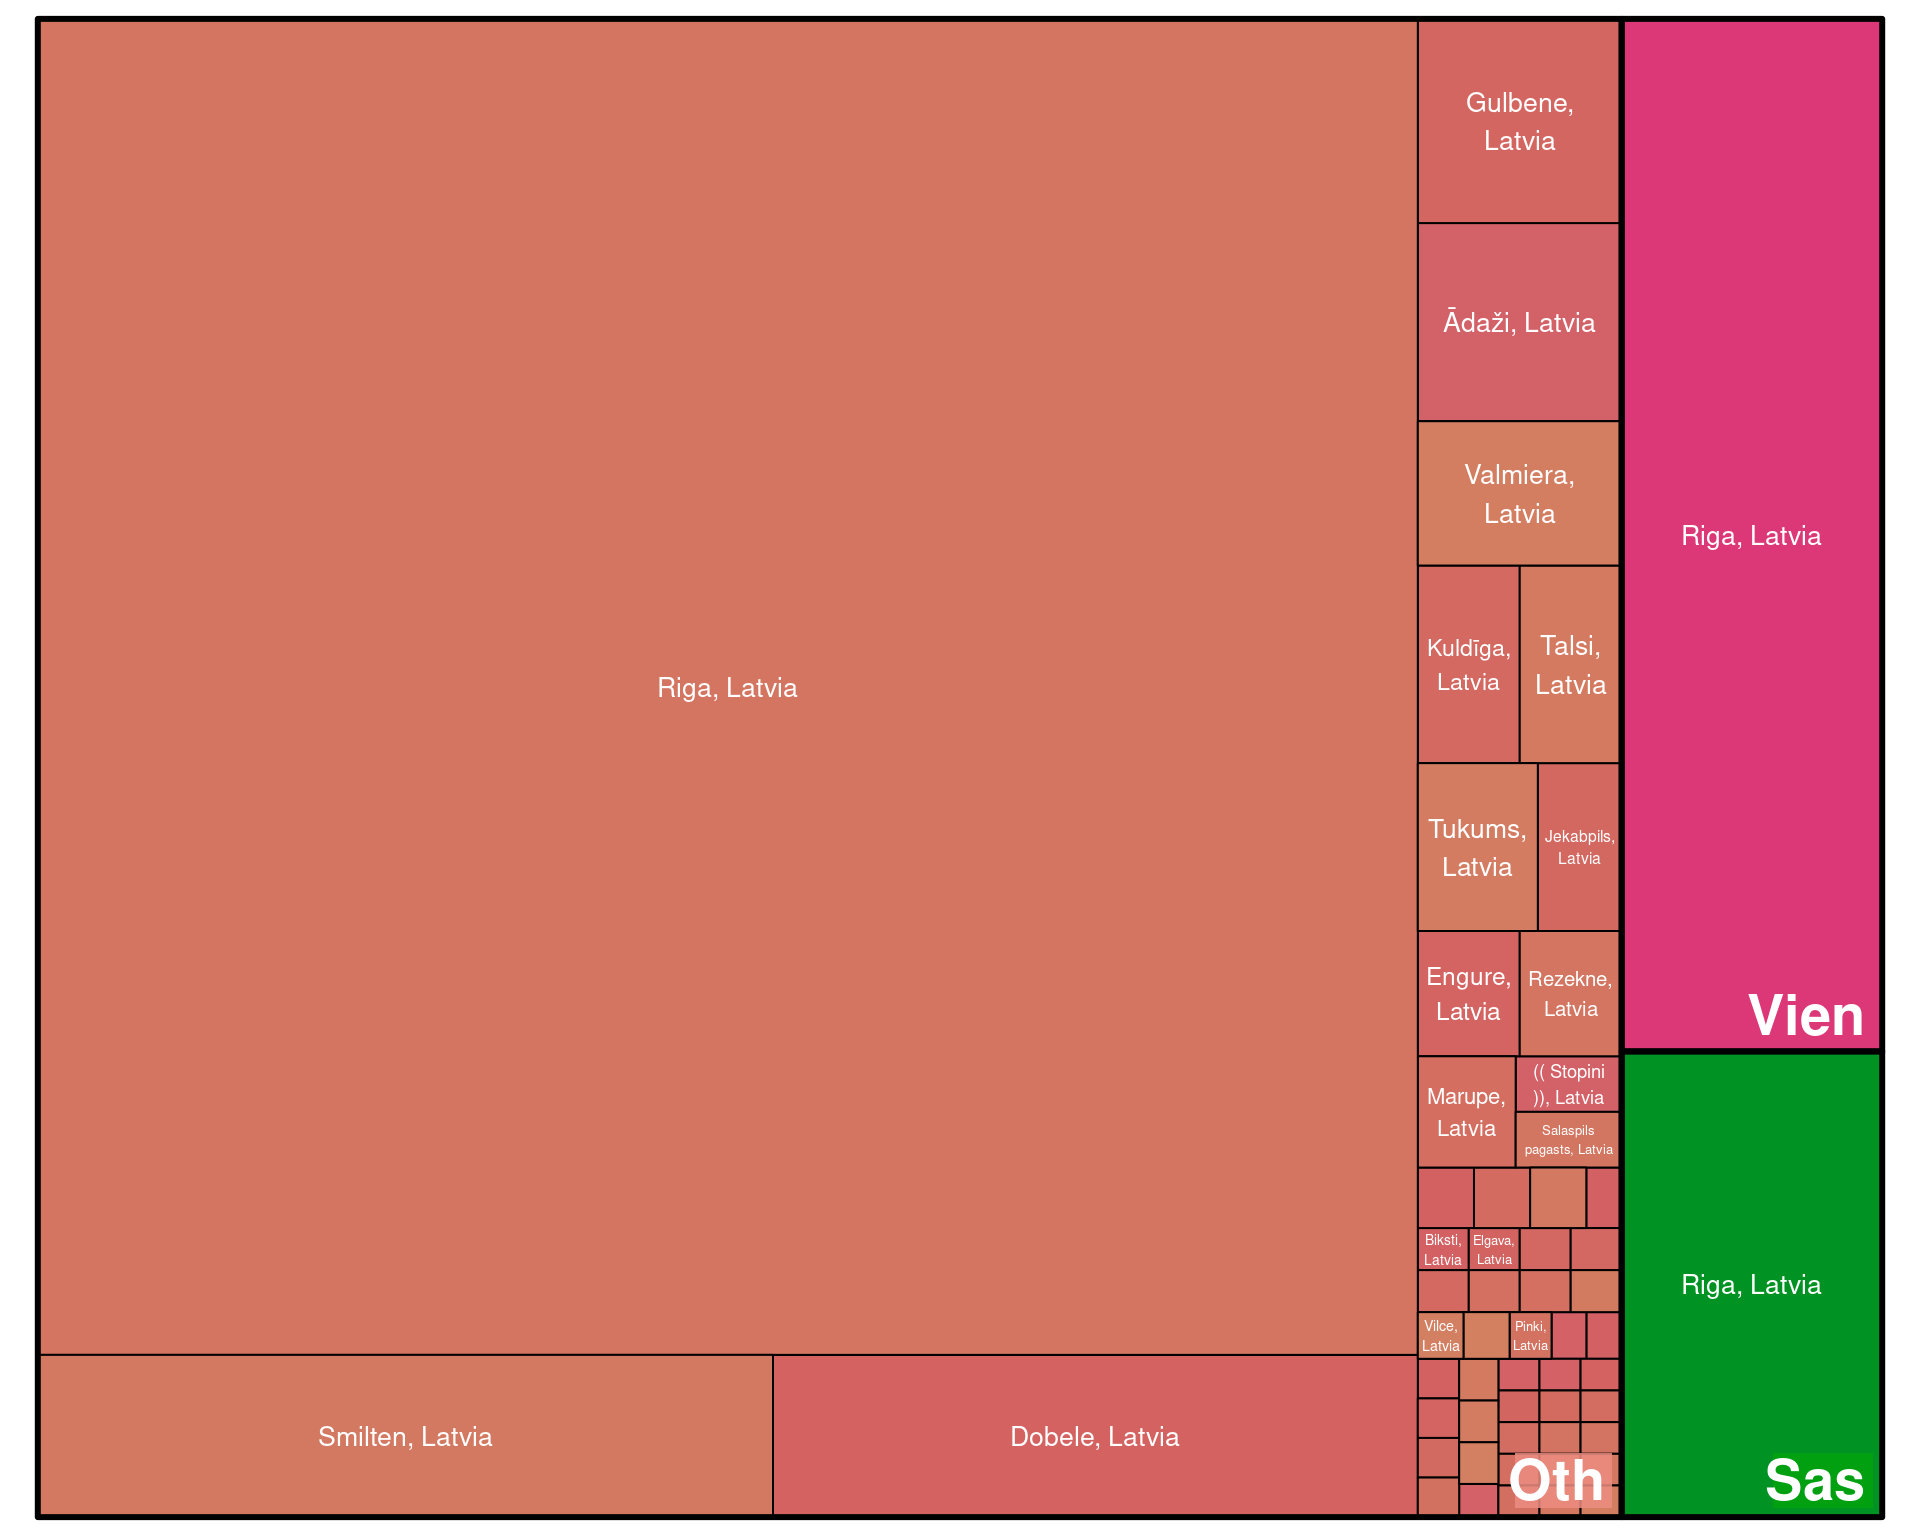 Riga, Latvia
Smilten, Latvia
Dobele, Latvia
Gulbene,
Latvia
Ādaži, Latvia
Valmiera,
Latvia
Kuldīga,
Latvia
Talsi,
Latvia
Tukums,
Latvia
Jekabpils,
Latvia
Engure,
Latvia
Rezekne,
Latvia
Marupe,
Latvia
(( Stopini
)), Latvia
Salaspils
pagasts, Latvia
Biksti,
Latvia
Elgava,
Latvia
Vilce,
Latvia
Pinki,
Latvia
Oth
Riga, Latvia
Vien
Riga, Latvia
Sas